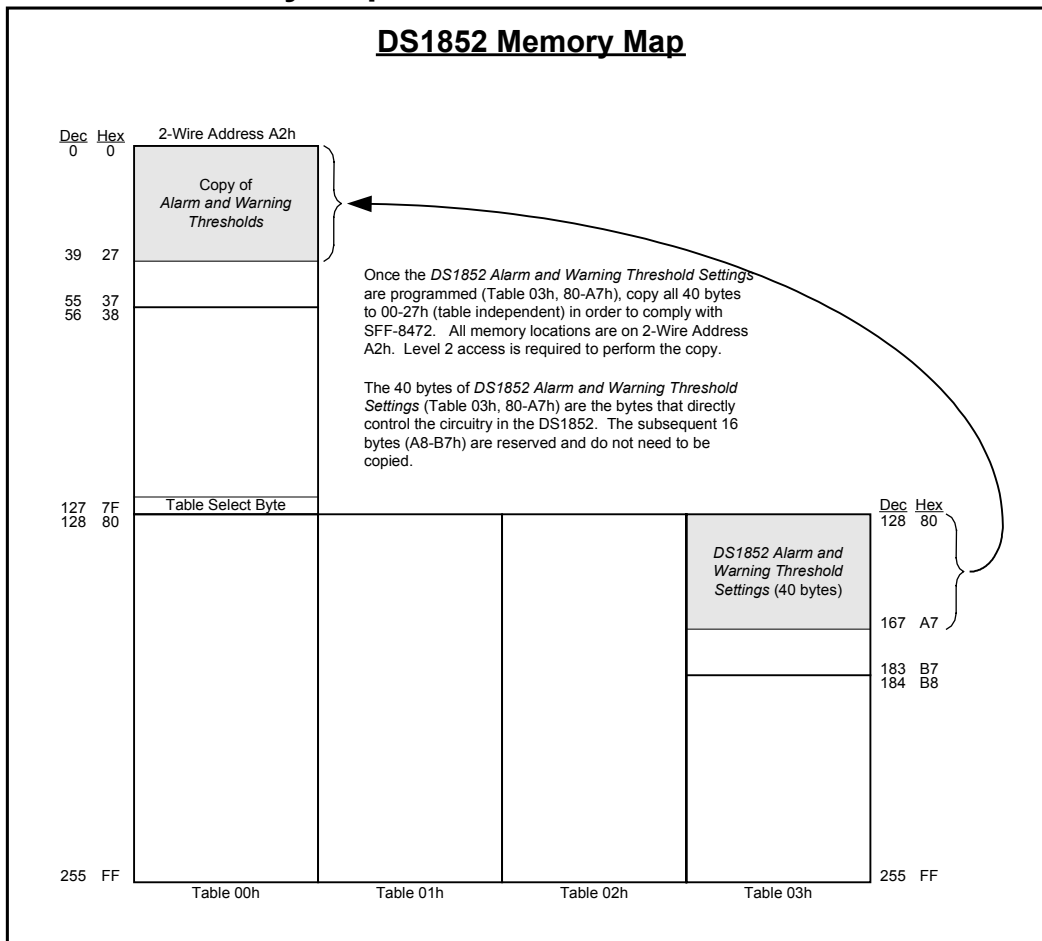 DS1852 Memory Map
Dec Hex
2-Wire Address A2h
0 0
Copy of
Alarm and Warning
Thresholds
39 27
Once the DS1852 Alarm and Warning Threshold Settings
are programmed (Table 03h, 80-A7h), copy all 40 bytes
to 00-27h (table independent) in order to comply with
SFF-8472. All memory locations are on 2-Wire Address
A2h. Level 2 access is required to perform the copy.
55 37
56 38
The 40 bytes of DS1852 Alarm and Warning Threshold
Settings (Table 03h, 80-A7h) are the bytes that directly
control the circuitry in the DS1852. The subsequent 16
bytes (A8-B7h) are reserved and do not need to be
copied.
127 7F
Table Select Byte
128 80
Dec Hex
128 80
DS1852 Alarm and
Warning Threshold
Settings (40 bytes)
167 A7
183 B7
184 B8
255 FF
255 FF
Table 00h
Table 01h
Table 02h
Table 03h